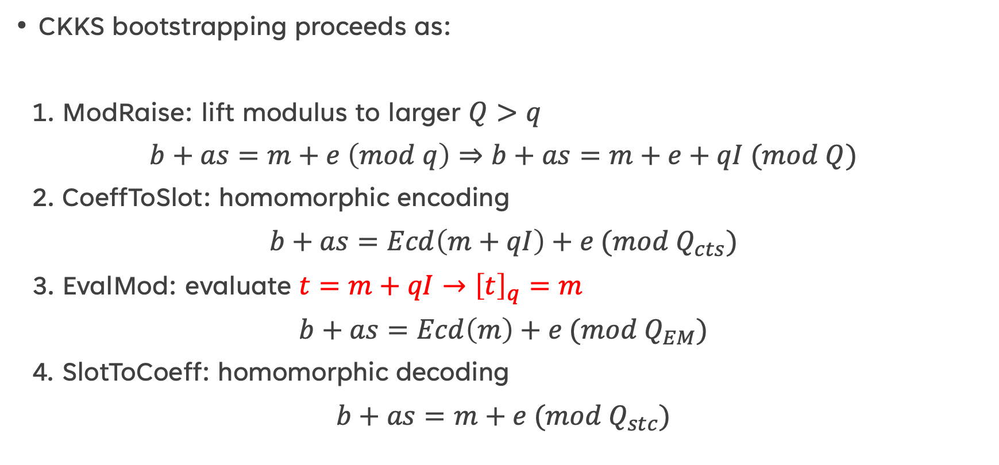 • CKKS bootstrapping proceeds as:
1. ModRaise: lift modulus to larger Q > q
b + as = m + e (mod q) ⇒ b + as = m + e + qI (mod Q)
2. CoeffToSlot: homomorphic encoding
b + as = Ecd(m + qI) + e (mod Q_{cts})
3. EvalMod: evaluate t = m + qI → [t]_q = m
b + as = Ecd(m) + e (mod Q_{EM})
4. SlotToCoeff: homomorphic decoding
b + as = m + e (mod Q_{stc})